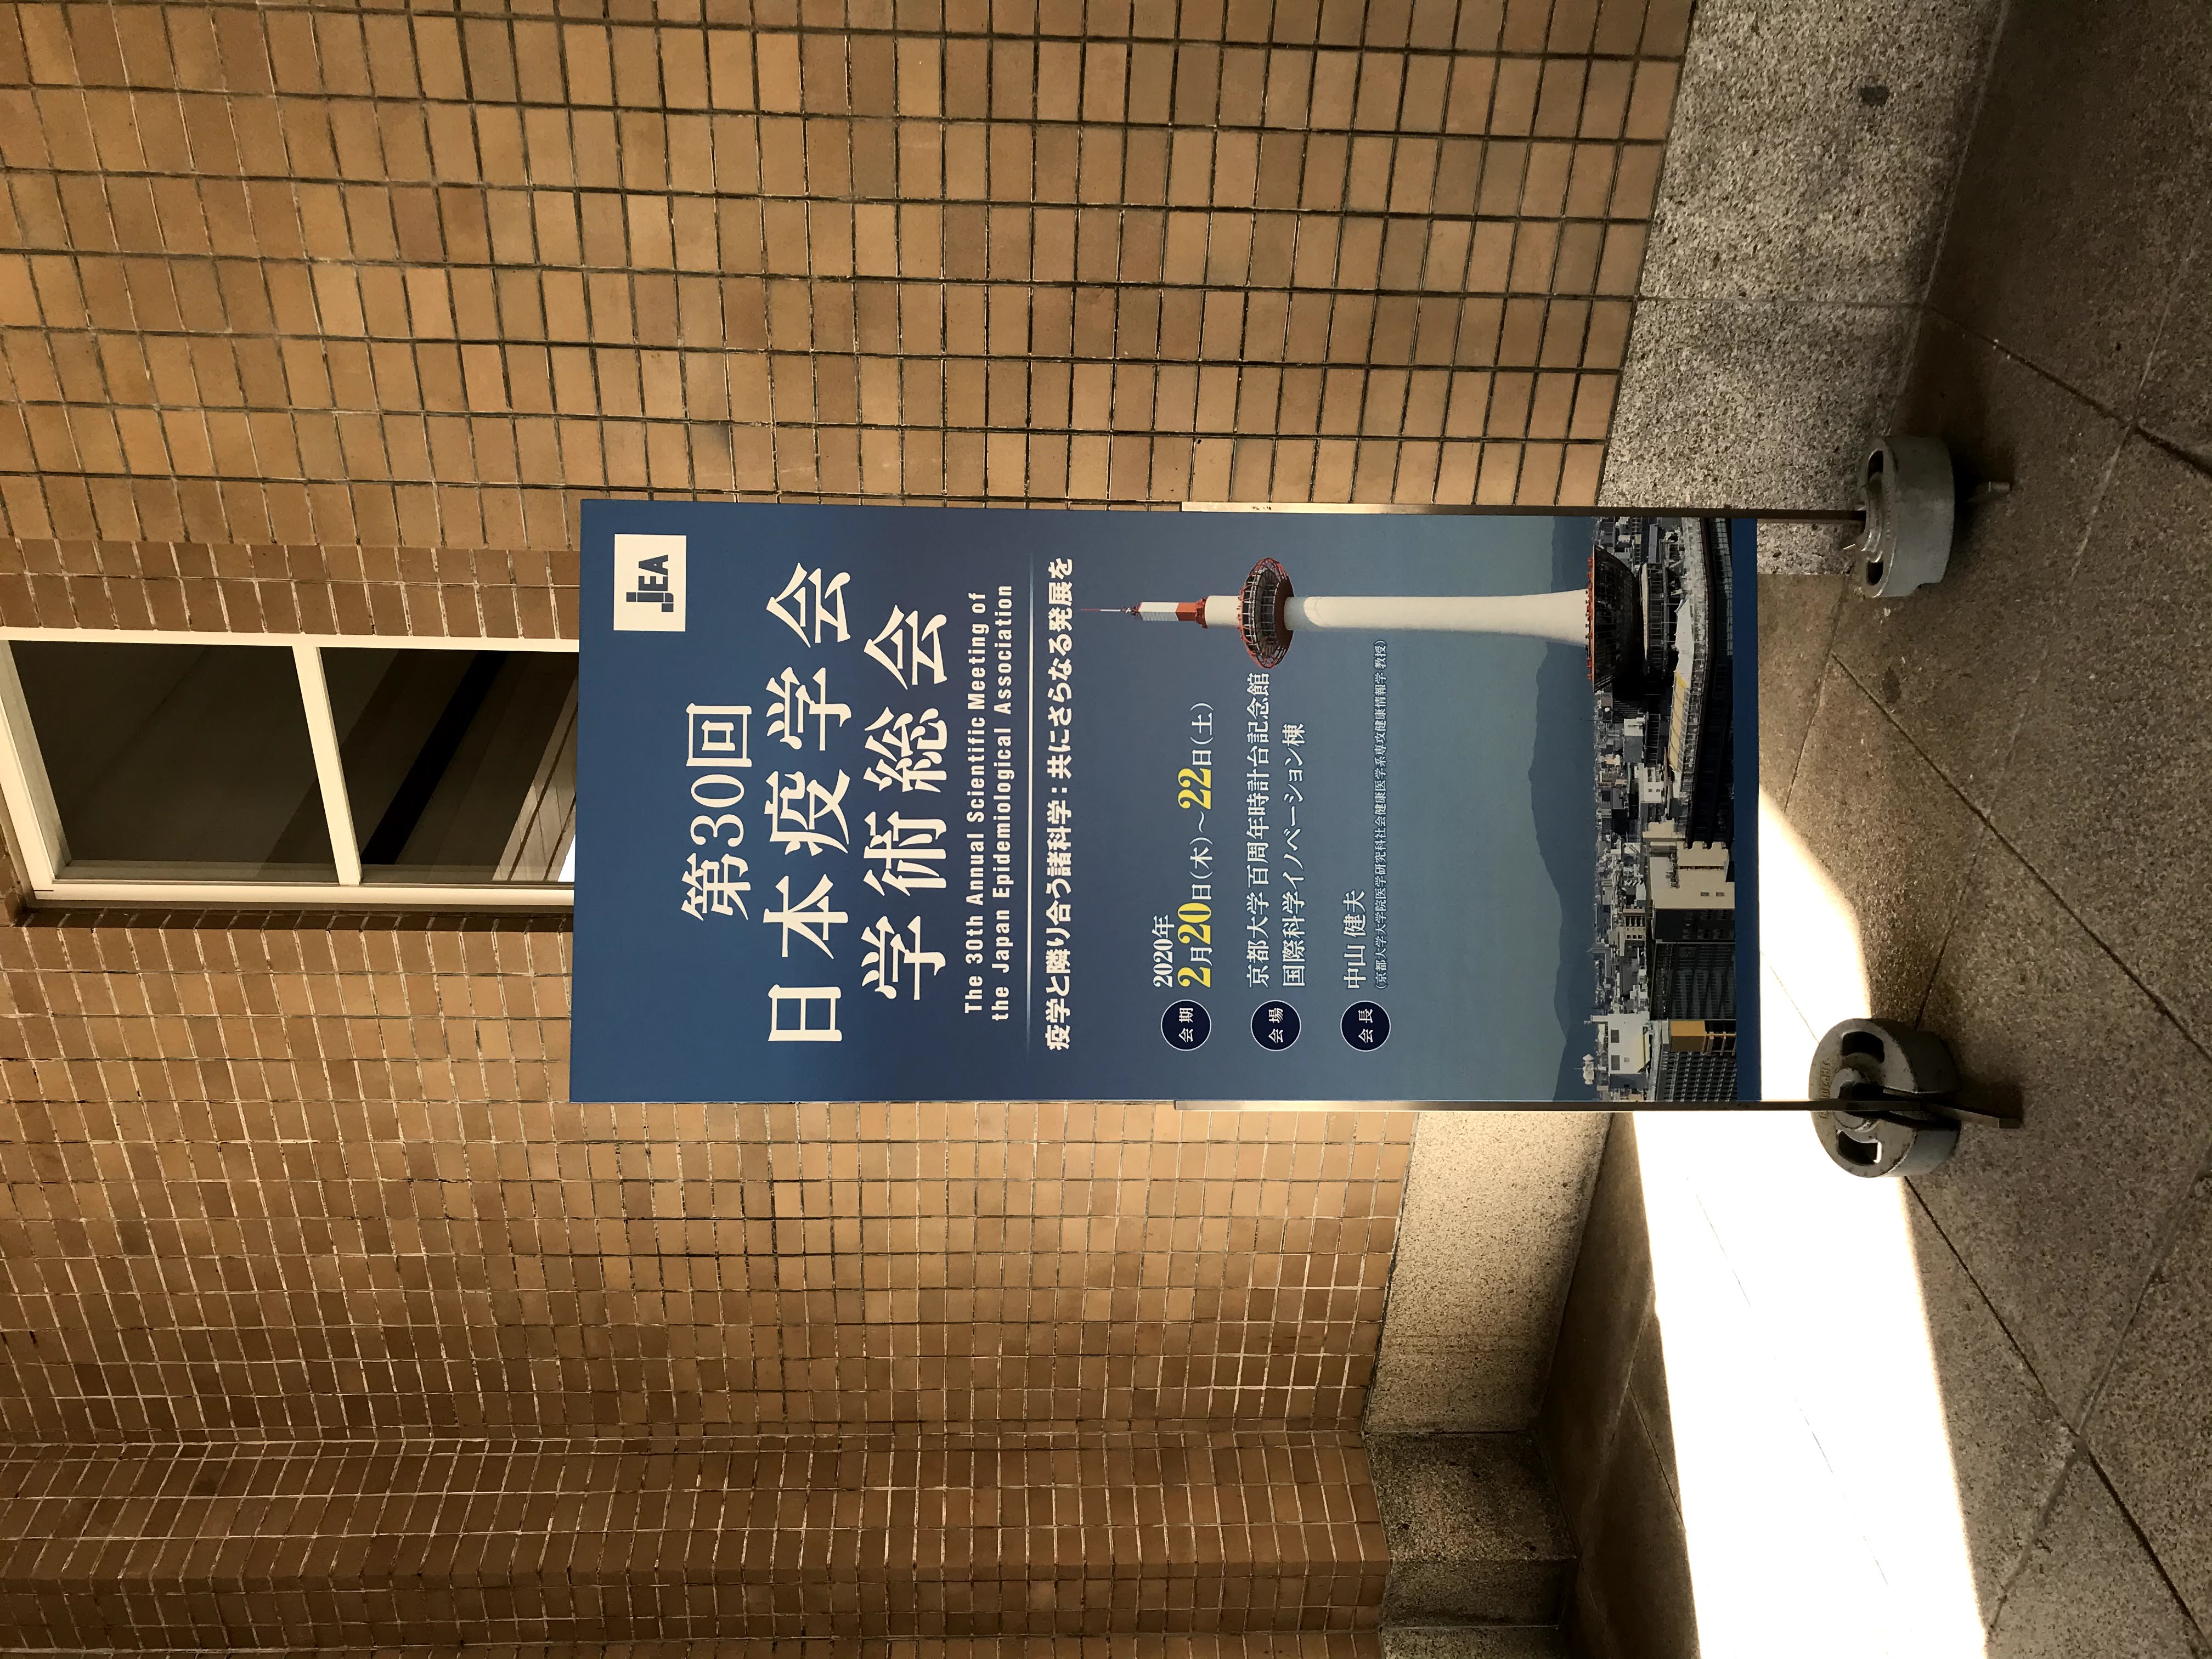 JEA
第30回
日本疫学会
学術総会
The 30th Annual Scientific Meeting of
the Japan Epidemiological Association
疫学と隣り合う諸科学：共にさらなる発展を
会期
2020年
2月20日（木）～22日（土）
会場
京都大学 百周年時計台記念館
国際科学イノベーション棟
会長
中山 健夫
（京都大学大学院医学研究科社会健康医学系専攻健康情報学 教授）